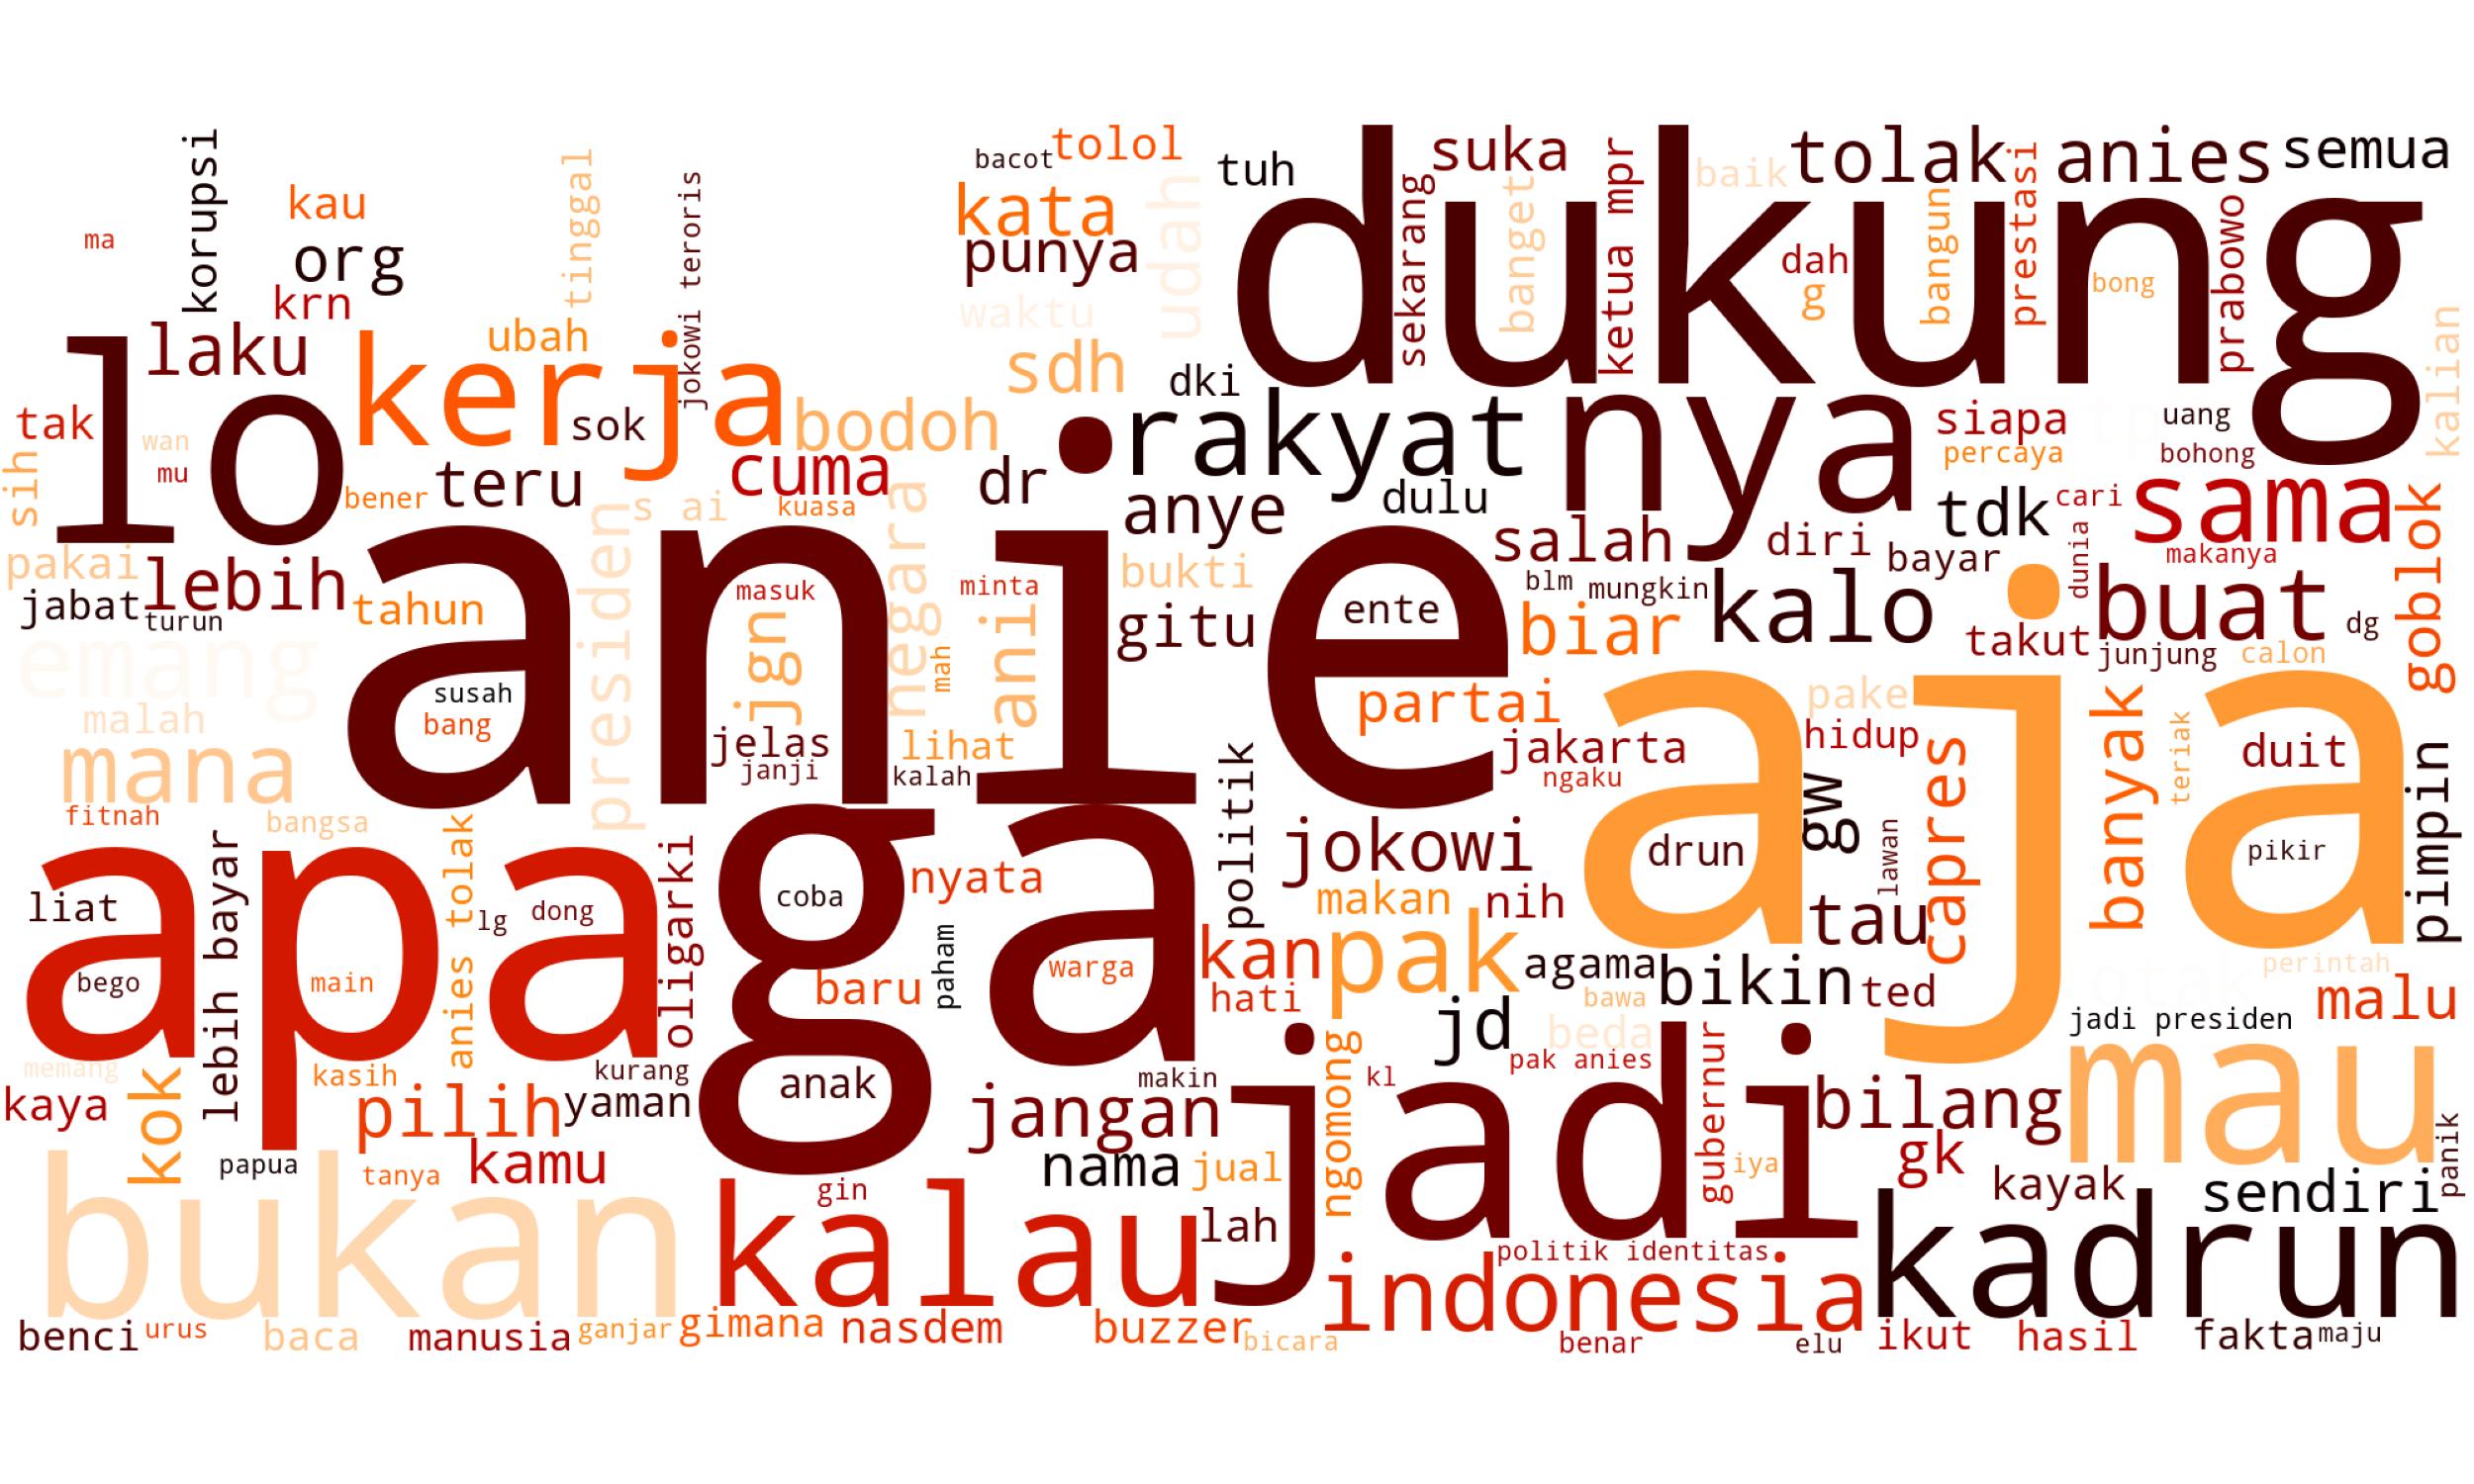 korupsi
kau
tinggal
ma
org
krn
jokowi teroris
bacot
tolol
kata
punya
udah
waktu
tuh
dukung
suka
sekarang
banget
ketua mpr
baik
tolak
anies
semua
dah
g
bangun
prestasi
bong
prabowo
kalian
lo
laku
ubah
kerja
sok
sdh
dki
tak
wan
mu
sih
bener
teru
bodoh
cuma
s ai
kuasa
dr
rakyat
nya
anye
dulu
siapa
percaya
uang
bohong
tdk
cari
sama
goblok
pakai
jabat
lebih
turun
tahun
presiden
anie
masuk
jgn
negara
mah
minta
ani
bukti
gitu
ente
salah
diri
bayar
blm
mungkin
biar
kalo
dunia
makanya
takut
buat
junjung
calon
dg
emang
malah
mana
susah
bang
jelas
janji
lihat
kalah
partai
jakarta
ngaku
pake
hidup
aja
gw
capres
banyak
teriak
duit
pimpin
fitnah
bangsa
politik
jokowi
drun
lawan
pikir
apa
liat
bego
lebih bayar
main
anies tolak
lg
dong
oligarki
ga
coba
nyata
baru
paham
warga
makan
nih
kan
hati
pak
agama
bawa
bikin
tau
ted
perintah
malu
jd
beda
jadi presiden
memang
kaya
kok
kasih
pilih
kurang
yaman
anak
makin
jangan
ngomong
kl
pak anies
jadi
gubernur
iya
bilang
mau
panik
papua
tanya
kamu
nama
jual
gk
kayak
sendiri
bukan
gin
kalau
lah
politik identitas
indonesia
kadrun
benci
urus
baca
manusia
ganjar
gimana
nasdem
buzzer
bicara
benar
elu
ikut
hasil
fakta
maju